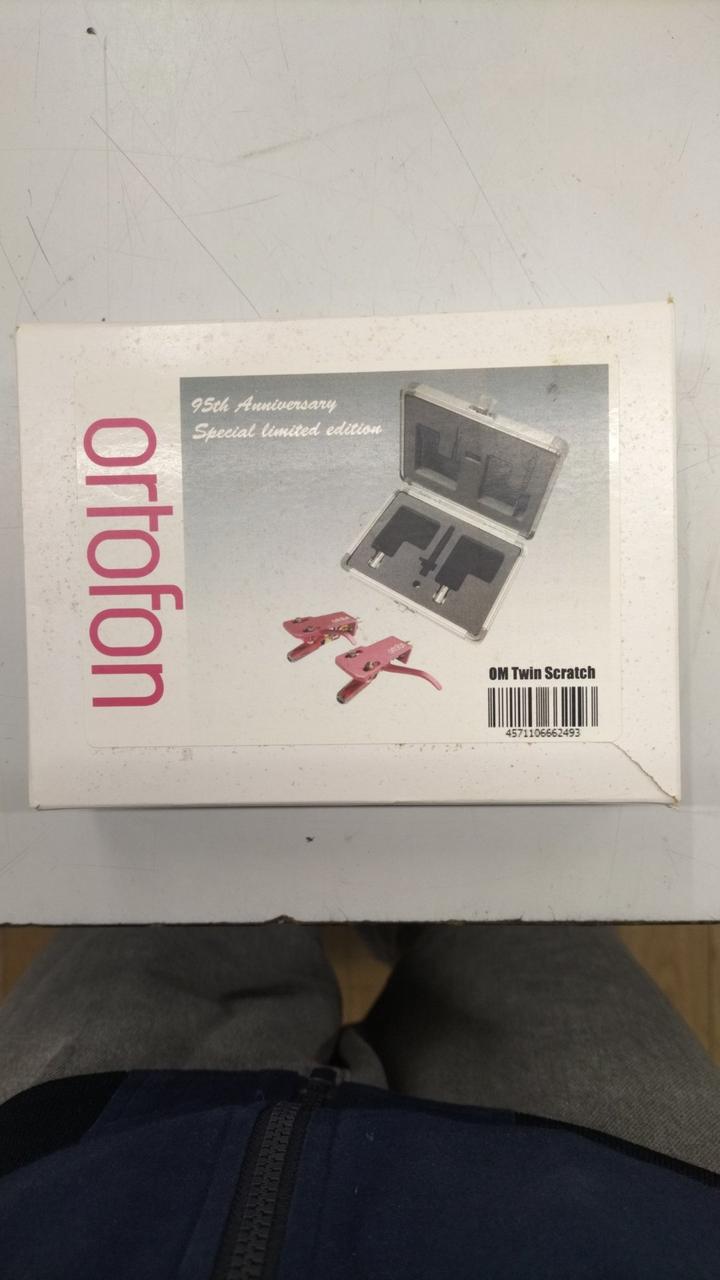 ortofon
95th Anniversary
Special limited edition
OM Twin Scratch
4571106662493